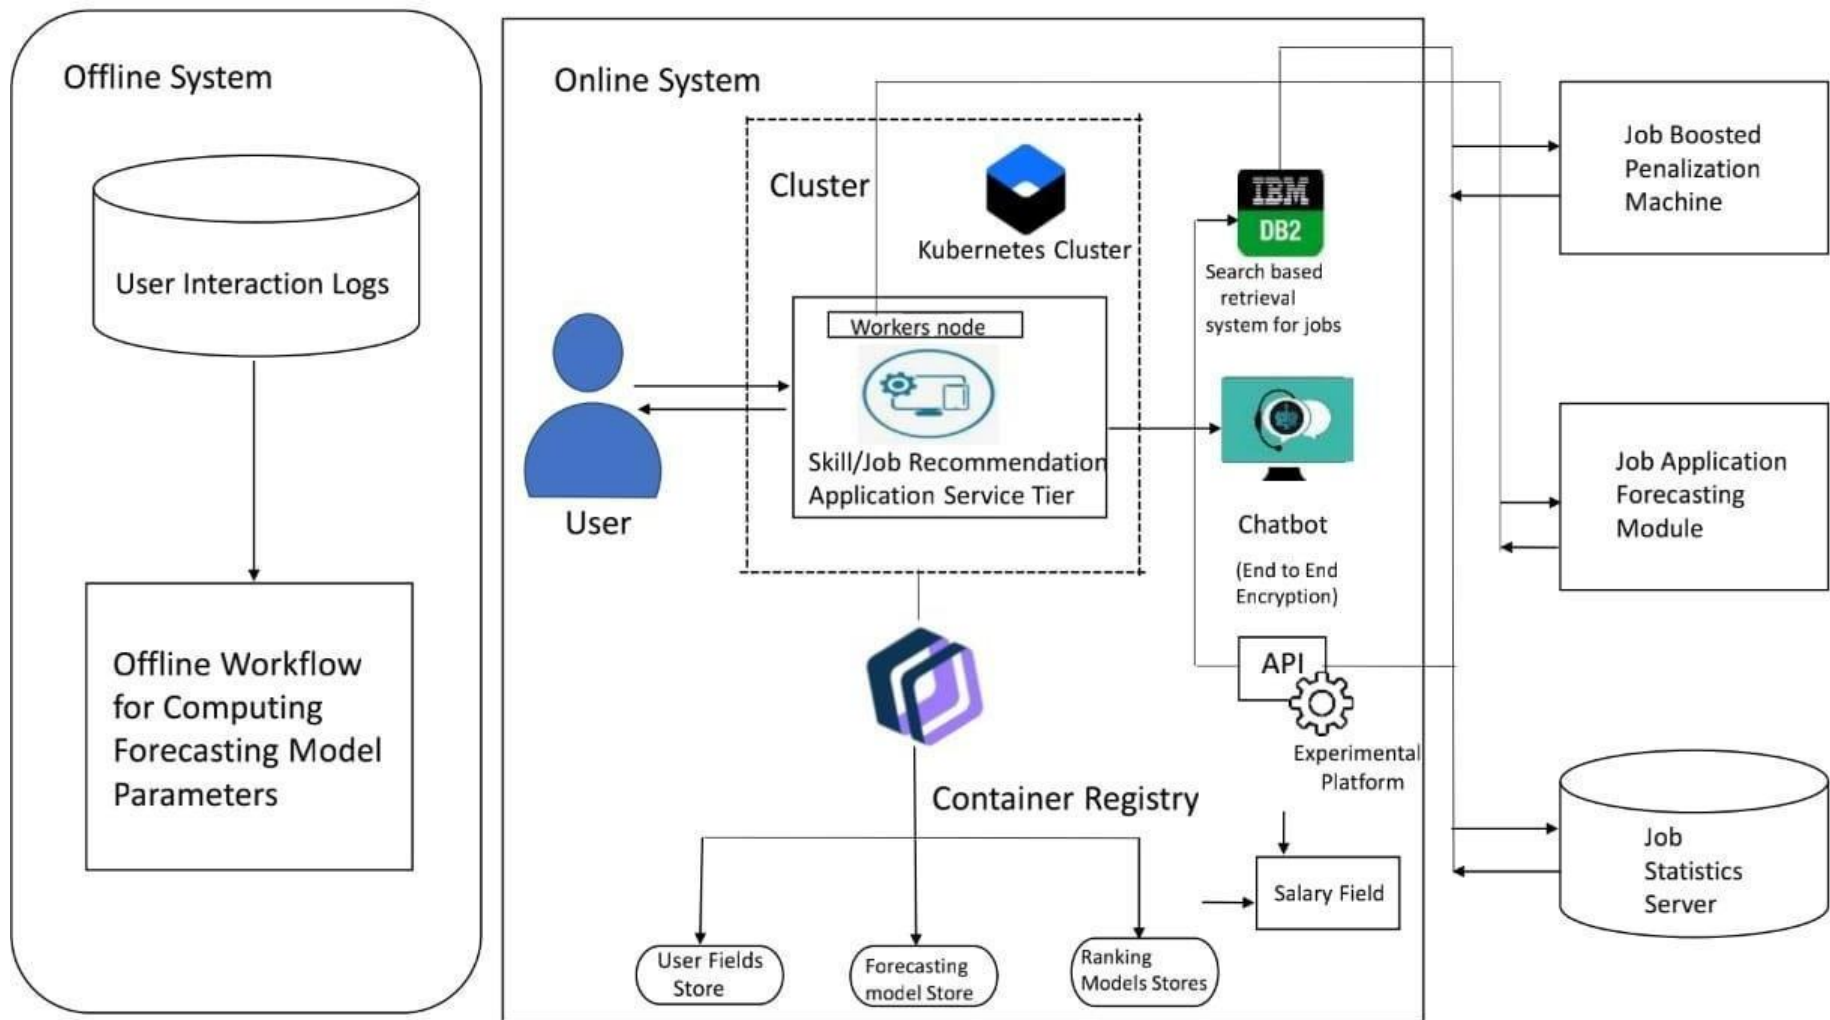 Offline System
User Interaction Logs
Offline Workflow
for Computing
Forecasting Model
Parameters
Online System
Cluster
Kubernetes Cluster
Workers node
Skill/Job Recommendation
Application Service Tier
User
IBM
DB2
Search based
retrieval
system for jobs
Chatbot
(End to End
Encryption)
API
Experimental
Platform
Container Registry
Salary Field
User Fields
Store
Forecasting
model Store
Ranking
Models Stores
Job Boosted
Penalization
Machine
Job Application
Forecasting
Module
Job
Statistics
Server